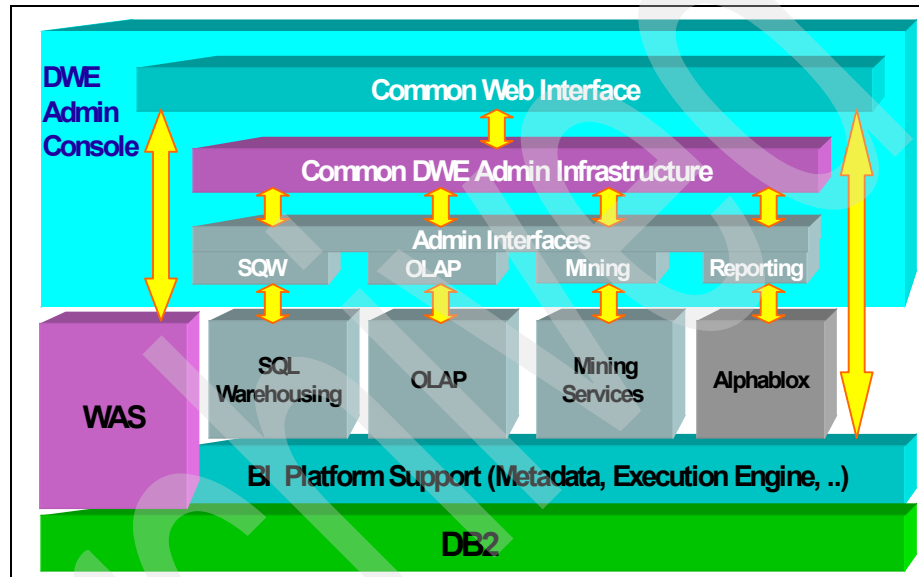 DWE
Admin
Console
Common Web Interface
Common DWE Admin Infrastructure
Admin Interfaces
SQW
OLAP
Mining
Reporting
WAS
SQL
Warehousing
OLAP
Mining
Services
Alphablox
BI Platform Support (Metadada, Execution Engine, ..)
DB2